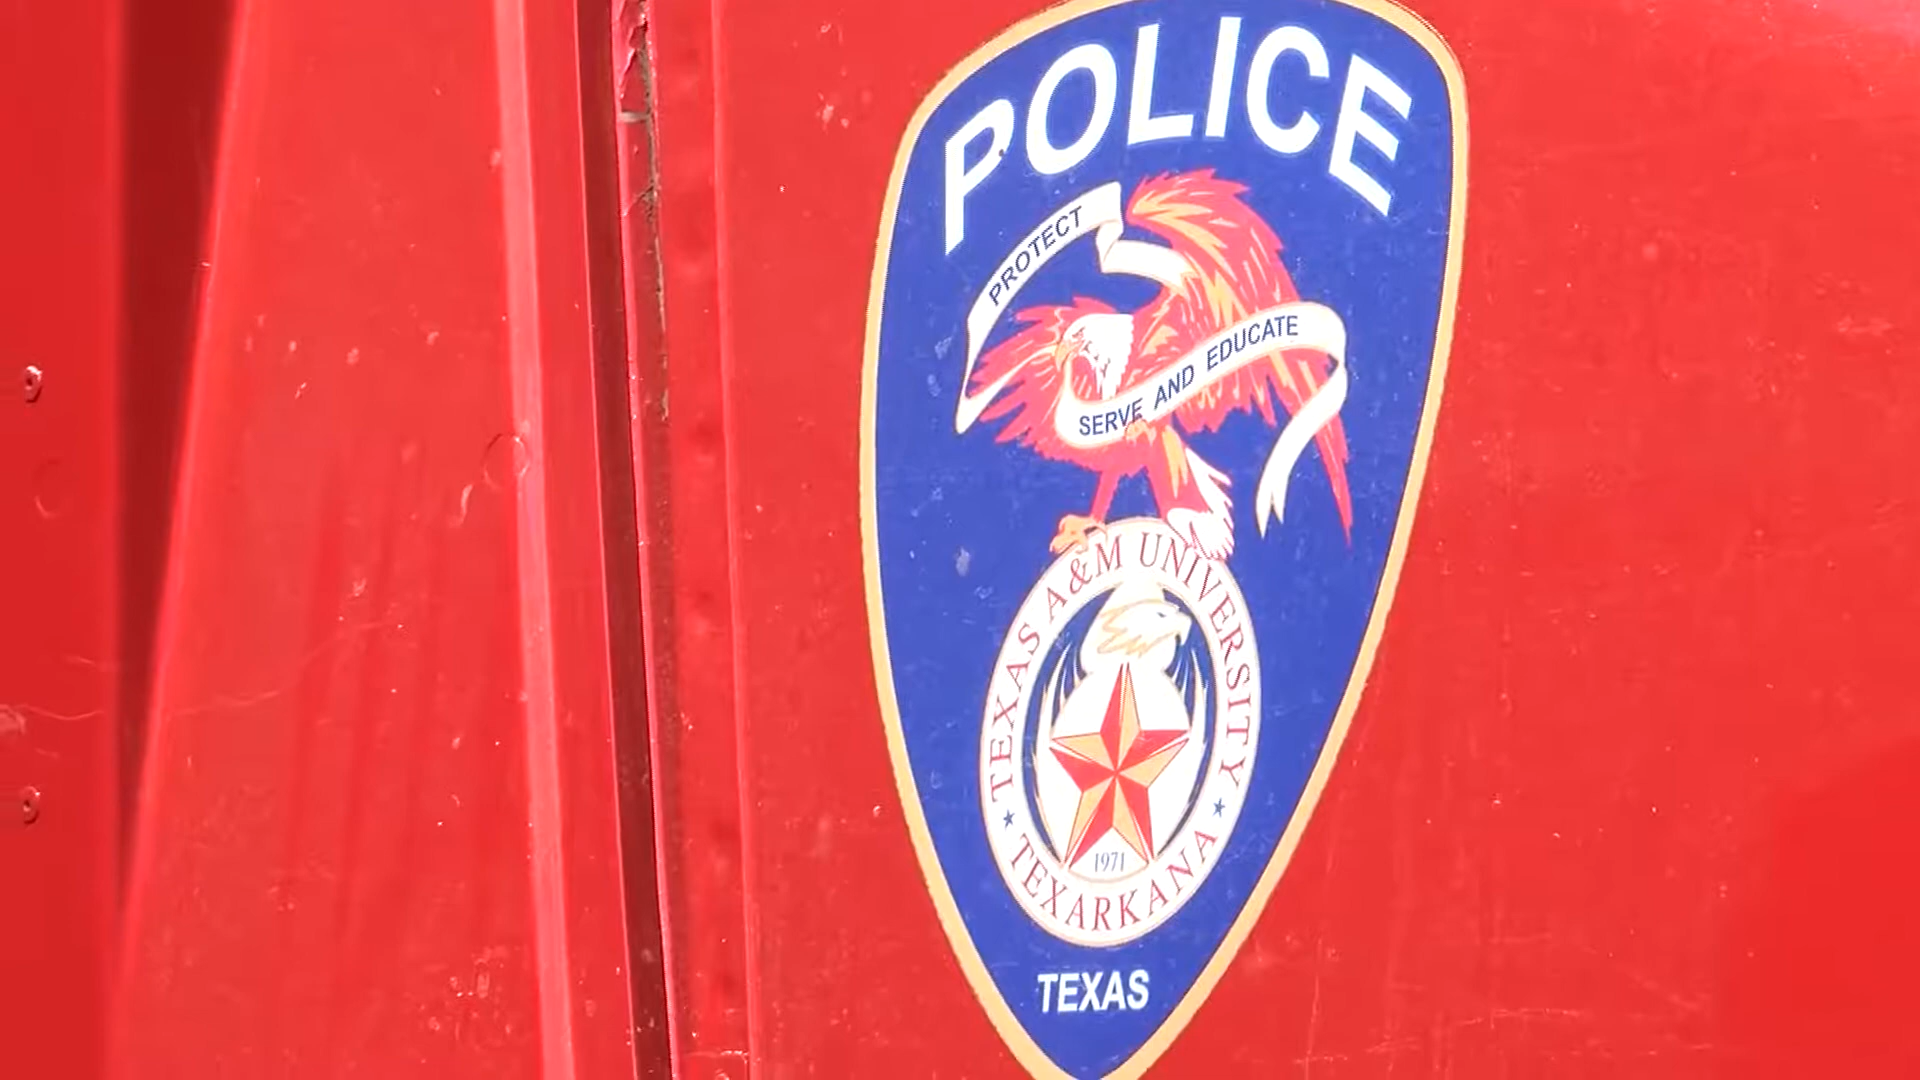 POLICE
PROTECT
SERVE AND EDUCATE
TEXAS A&M UNIVERSITY
1971
★ TEXARKANA ★
TEXAS